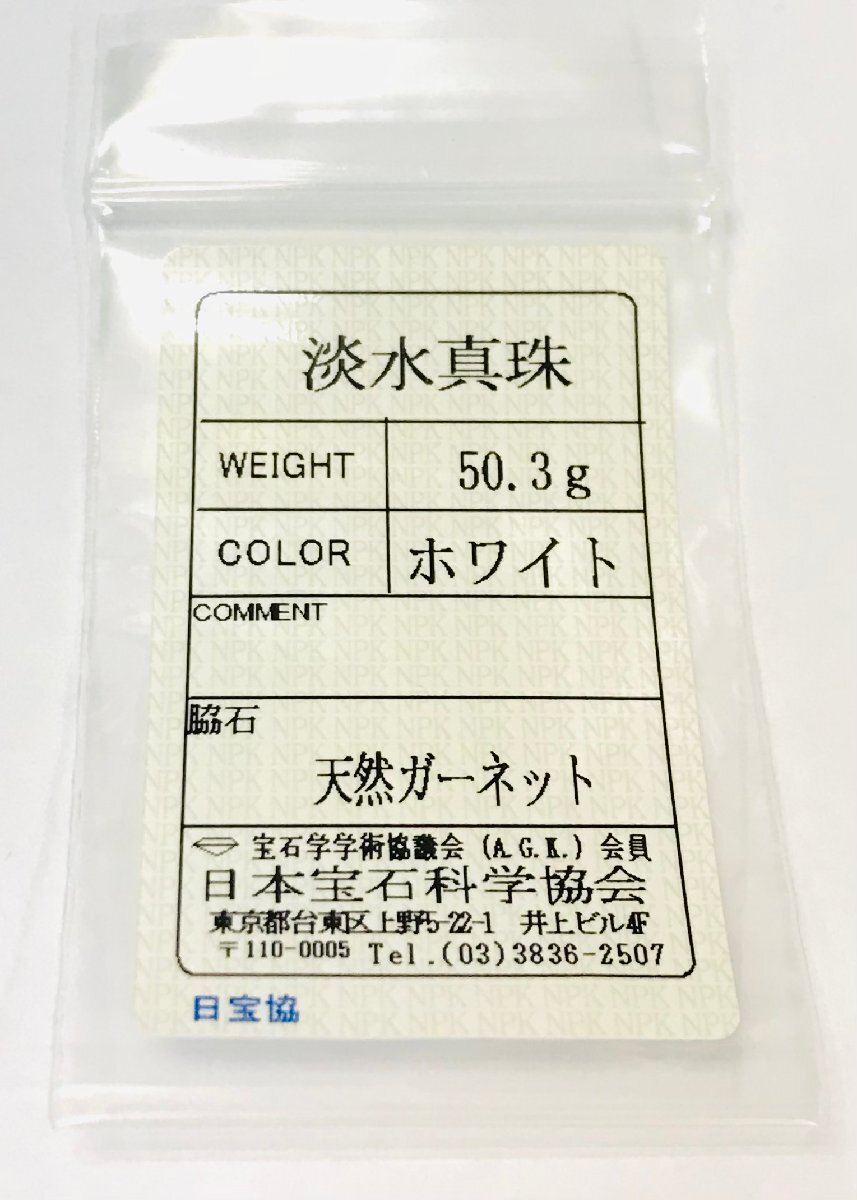 淡水真珠
WEIGHT 50.3g
COLOR ホワイト
COMMENT
脇石
天然ガーネット
宝石学学術協議会 (A.G.K.) 会員
日本宝石科学協会
東京都台東区上野5-22-1 井上ビル4F
〒110-0005 Tel.(03)3836-2507
日宝協